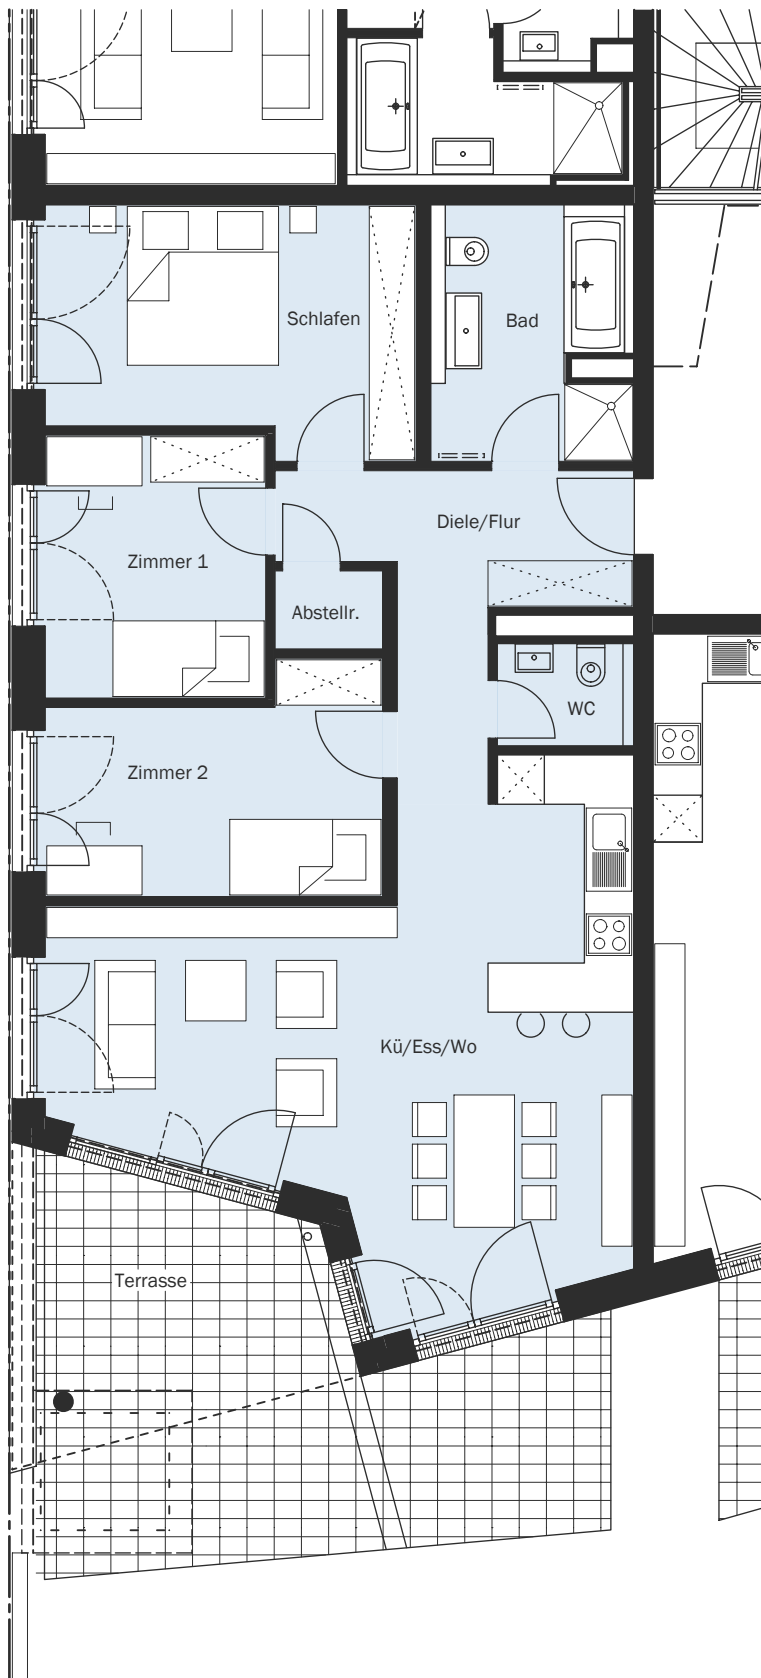 Schlafen
Bad
Diele/Flur
Zimmer 1
Abstellr.
WC
Zimmer 2
Kü/Ess/Wo
Terrasse